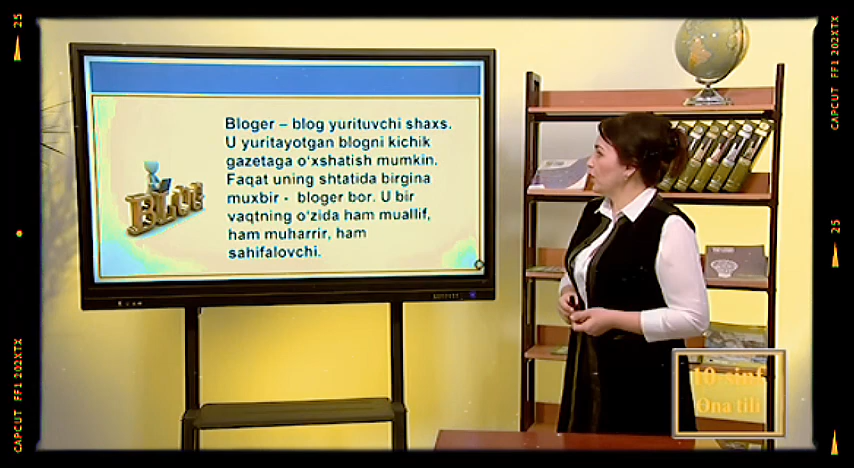 Bloger – blog yurituvchi shaxs.
U yuritayotgan blogni kichik
gazetaga o‘xshatish mumkin.
Faqat uning shtatida birgina
muxbir - bloger bor. U bir
vaqtning o‘zida ham muallif,
ham muharrir, ham
sahifalovchi.
10-sinf
Ona tili
25
CAPCUT FF1 202XTX
CAPCUT FF1 202XTX
25